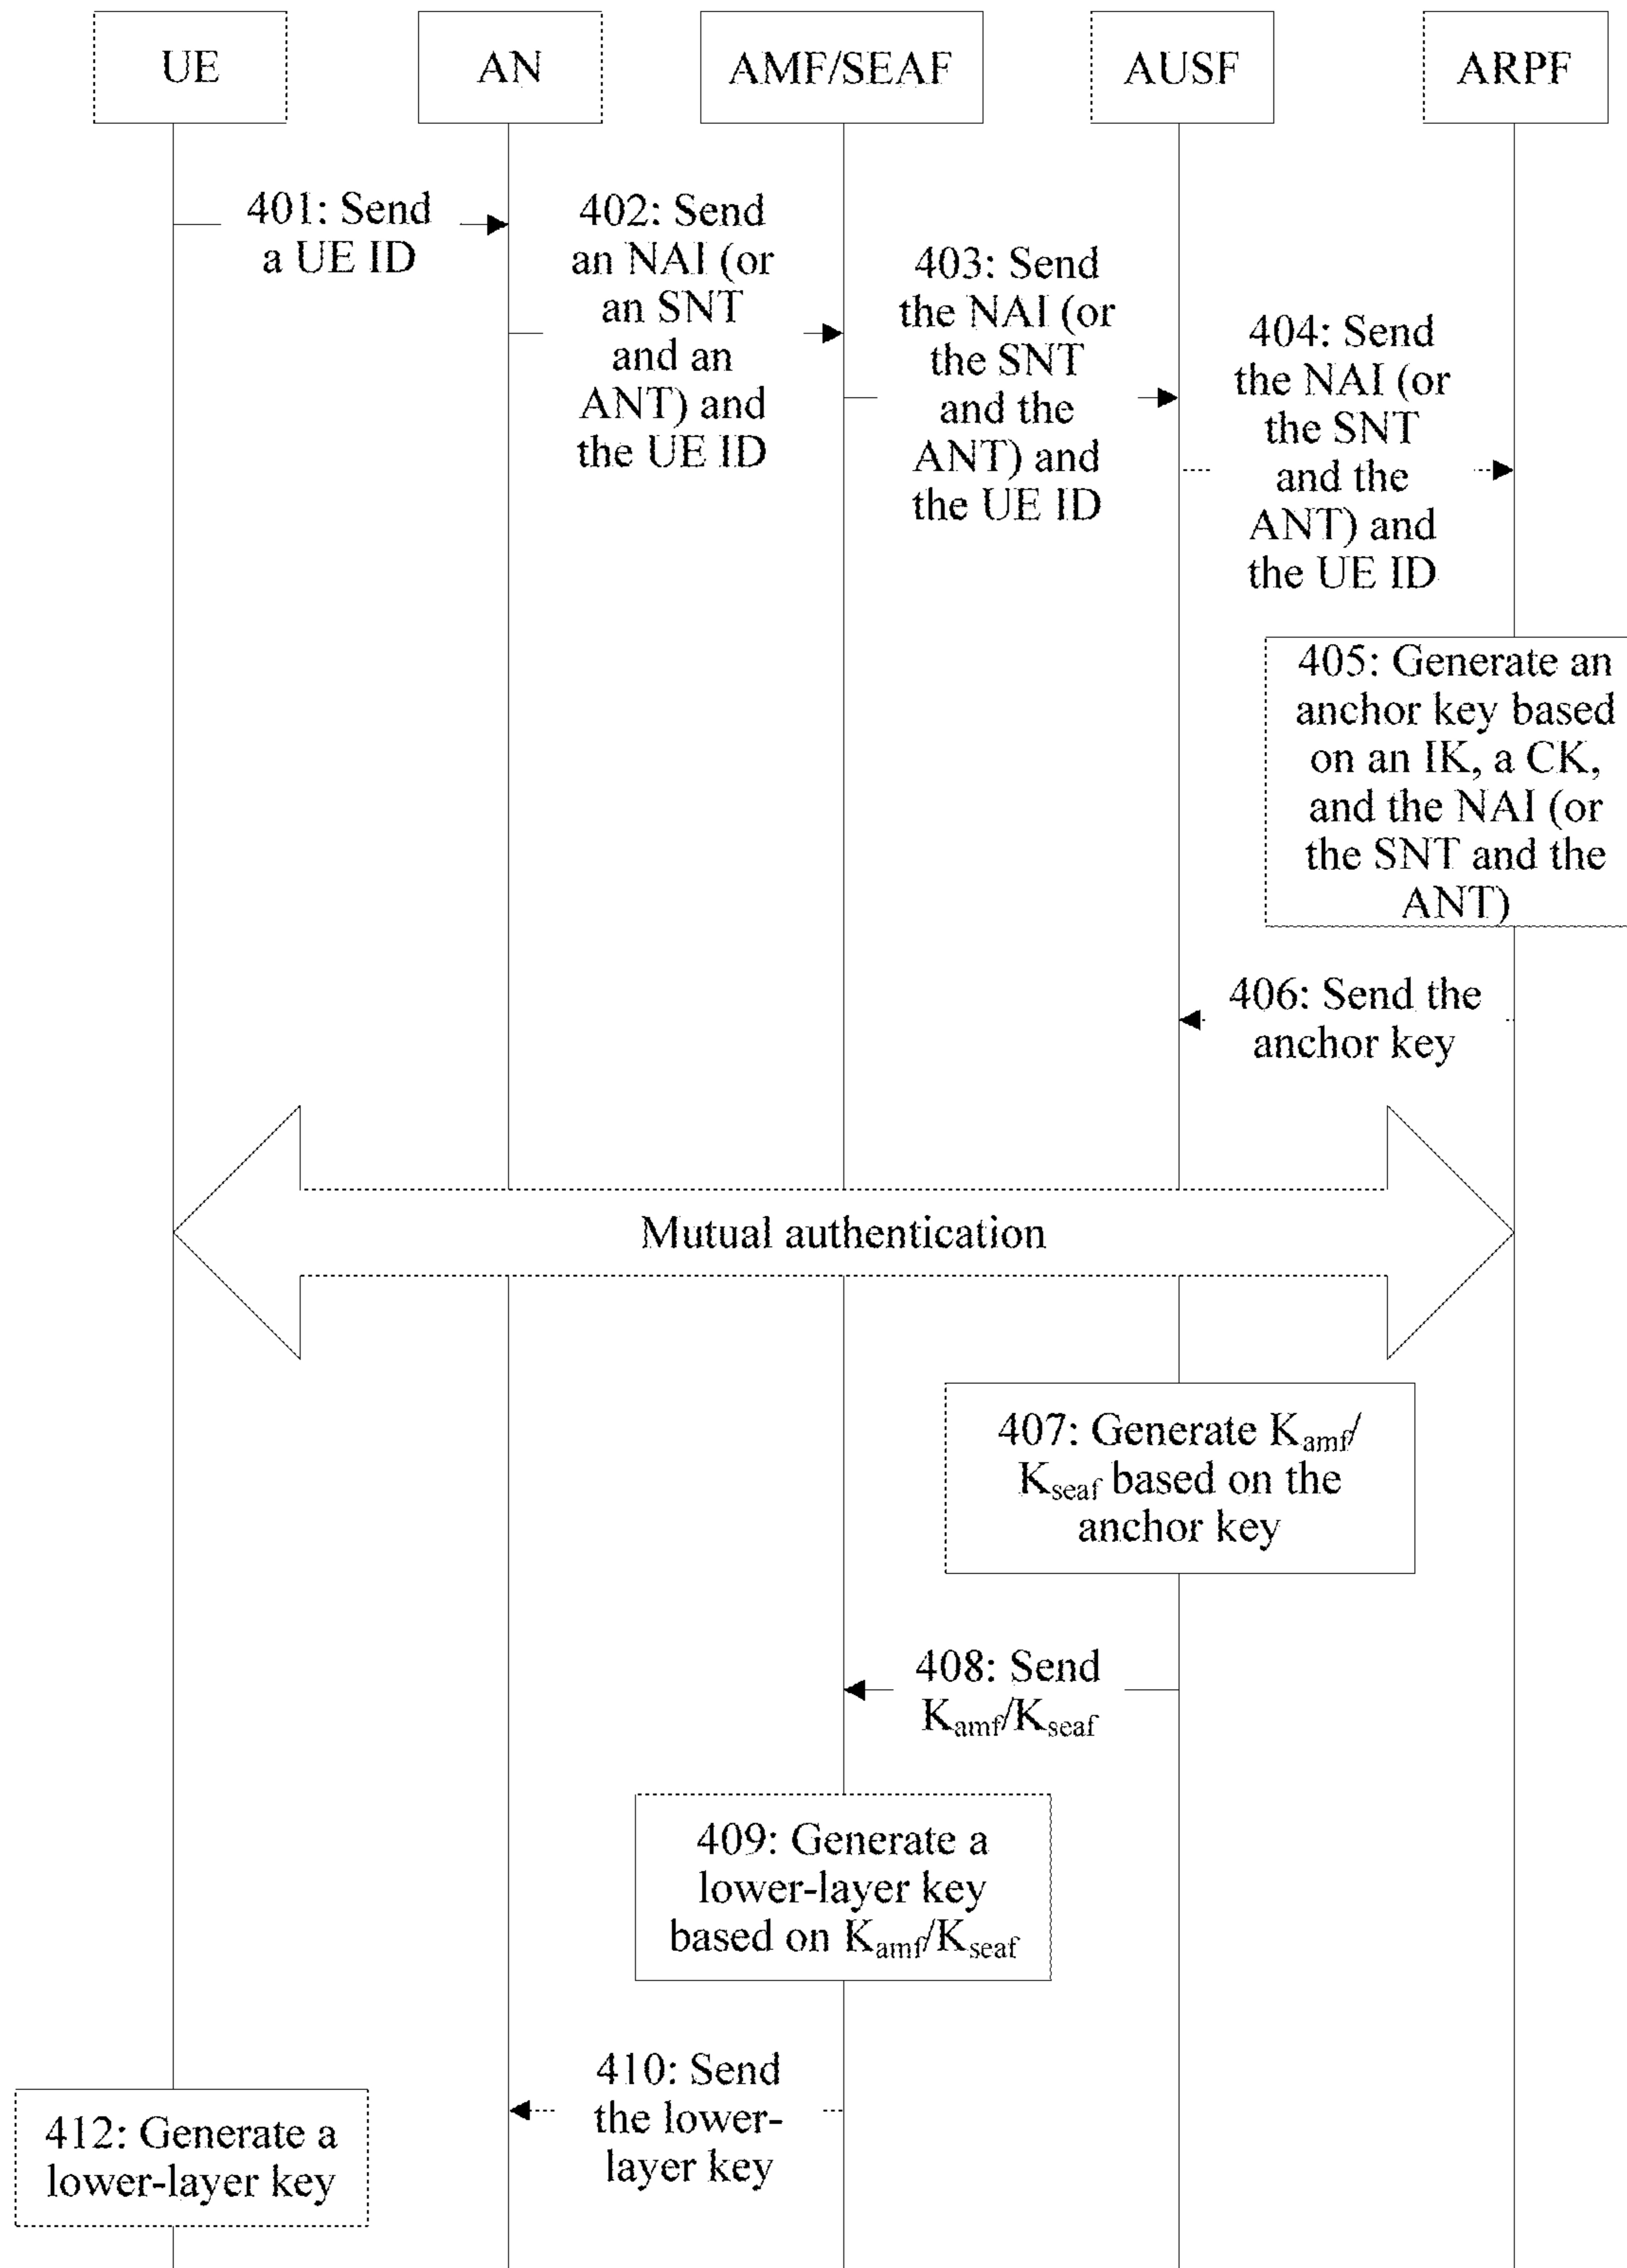 UE
AN
AMF/SEAF
AUSF
ARPF
401: Send
a UE ID
402: Send
an NAI (or
an SNT
and an
ANT) and
the UE ID
403: Send
the NAI (or
the SNT
and the
ANT) and
the UE ID
404: Send
the NAI (or
the SNT
and the
ANT) and
the UE ID
405: Generate an
anchor key based
on an IK, a CK,
and the NAI (or
the SNT and the
ANT)
406: Send the
anchor key
Mutual authentication
407: Generate Kamf/
Kseaf based on the
anchor key
408: Send
Kamf/Kseaf
409: Generate a
lower-layer key
based on Kamf/Kseaf
410: Send
the lower-
layer key
412: Generate a
lower-layer key